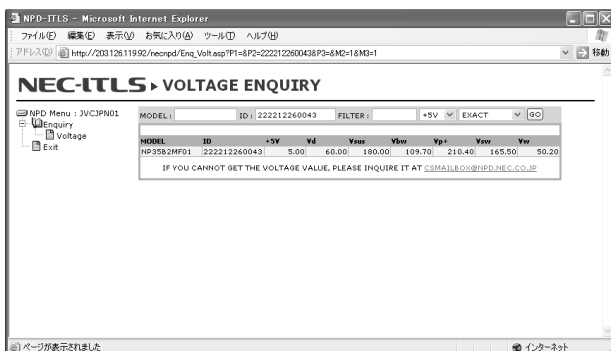 NPD-ITLS - Microsoft Internet Explorer
ファイル(F) 編集(E) 表示(V) お気に入り(A) ツール(T) ヘルプ(H)
アドレス(D) http://203.126.119.92/necnpd/Enq_Volt.asp?P1=&P2=222212260043&P3=&M2=1&M3=1 移動
NEC-ITLS VOLTAGE ENQUIRY
NPD Menu : JVCJPN01
Enquiry
Voltage
Exit
MODEL : ID : 222212260043 FILTER : +5V EXACT GO
MODEL ID +5V Vd Vsus Vbw Vp+ Vsw Vw
NP35B2MF01 222212260043 5.00 60.00 180.00 109.70 210.40 165.50 50.20
IF YOU CANNOT GET THE VOLTAGE VALUE, PLEASE INQUIRE IT AT CSMAILBOX@NPD.NEC.CO.JP
ページが表示されました インターネット